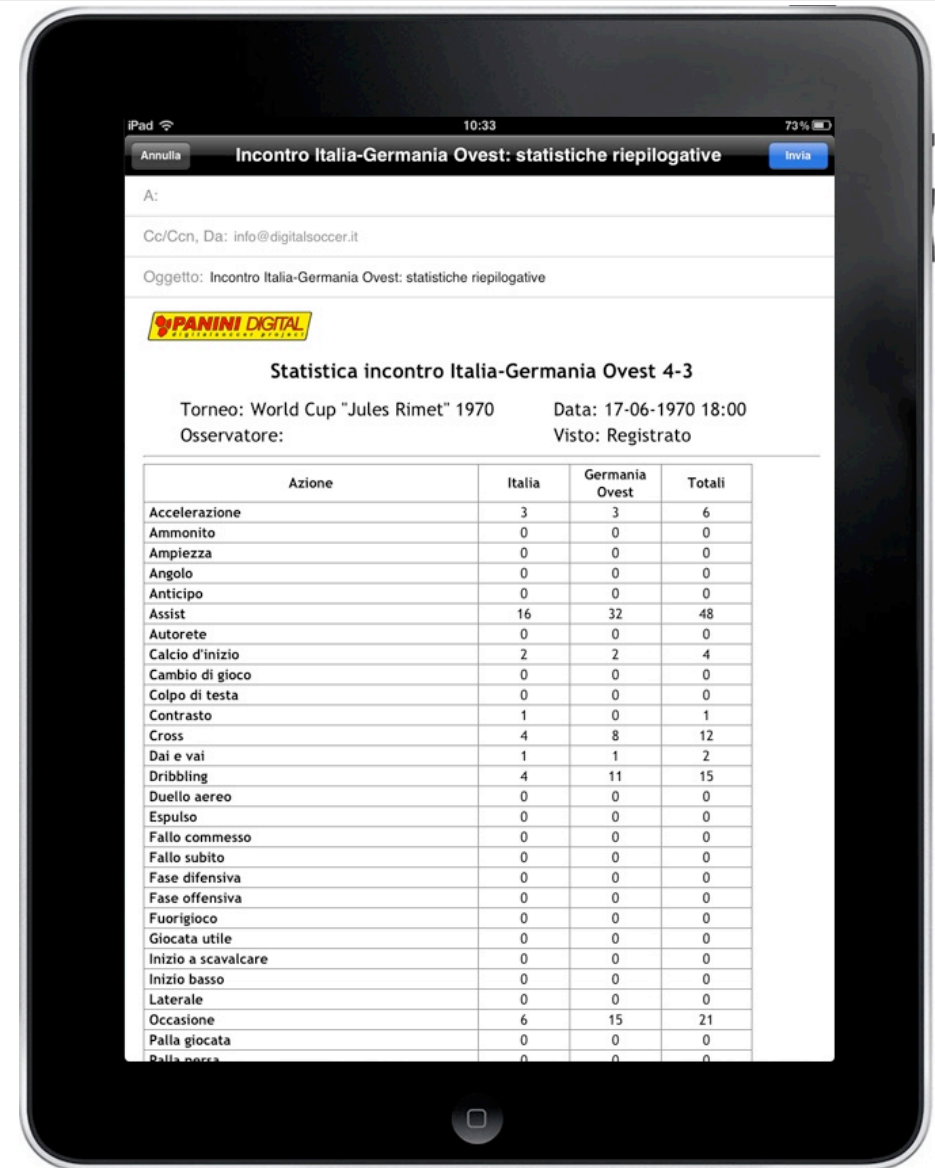 iPad 10:33 73%
Annulla Incontro Italia-Germania Ovest: statistiche riepilogative Invia
A:
Cc/Ccn, Da: info@digitalsoccer.it
Oggetto: Incontro Italia-Germania Ovest: statistiche riepilogative
PANINI DIGITAL
digitalsoccer project
Statistica incontro Italia-Germania Ovest 4-3
Torneo: World Cup "Jules Rimet" 1970 Data: 17-06-1970 18:00
Osservatore: Visto: Registrato
Azione Italia Germania Ovest Totali
Accelerazione 3 3 6
Ammonito 0 0 0
Ampiezza 0 0 0
Angolo 0 0 0
Anticipo 0 0 0
Assist 16 32 48
Autorete 0 0 0
Calcio d'inizio 2 2 4
Cambio di gioco 0 0 0
Colpo di testa 0 0 0
Contrasto 1 0 1
Cross 4 8 12
Dai e vai 1 1 2
Dribbling 4 11 15
Duello aereo 0 0 0
Espulso 0 0 0
Fallo commesso 0 0 0
Fallo subito 0 0 0
Fase difensiva 0 0 0
Fase offensiva 0 0 0
Fuorigioco 0 0 0
Giocata utile 0 0 0
Inizio a scavalcare 0 0 0
Inizio basso 0 0 0
Laterale 0 0 0
Occasione 6 15 21
Palla giocata 0 0 0
Palla persa 0 0 0